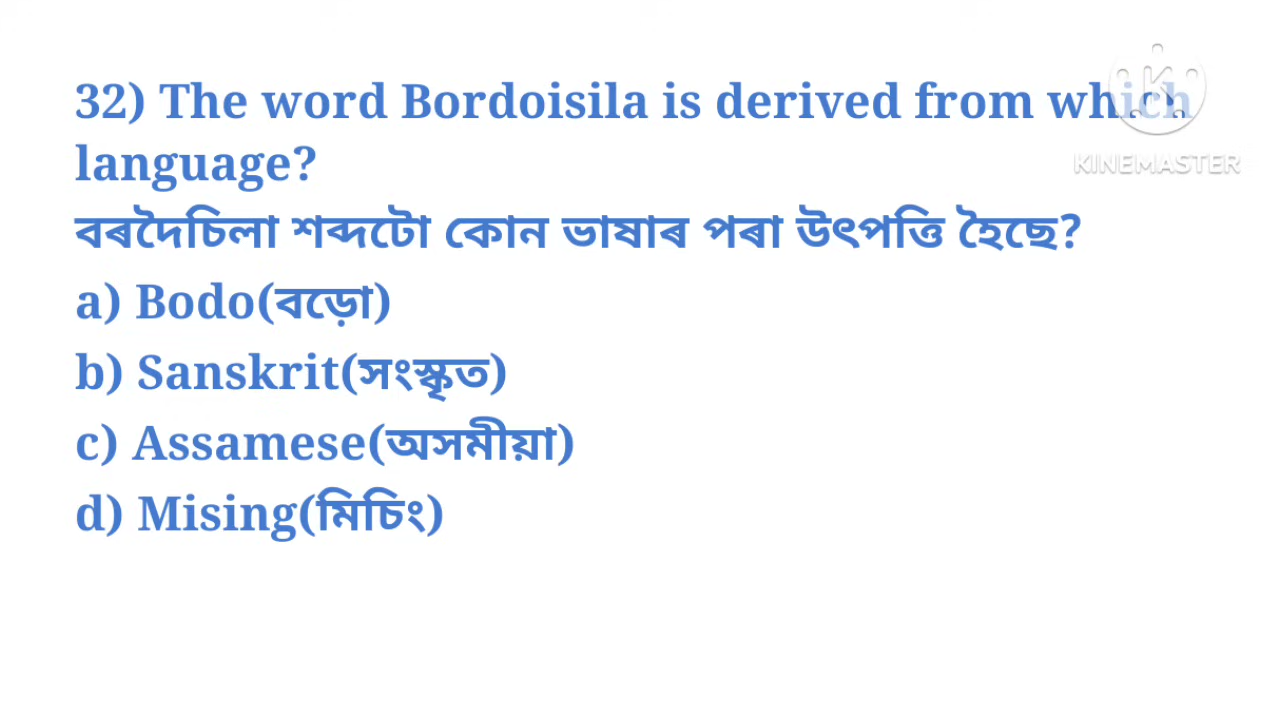 32) The word Bordoisila is derived from which
language?
বৰদৈচিলা শব্দটো কোন ভাষাৰ পৰা উৎপত্তি হৈছে?
a) Bodo(বড়ো)
b) Sanskrit(সংস্কৃত)
c) Assamese(অসমীয়া)
d) Mising(মিচিং)
KINEMASTER